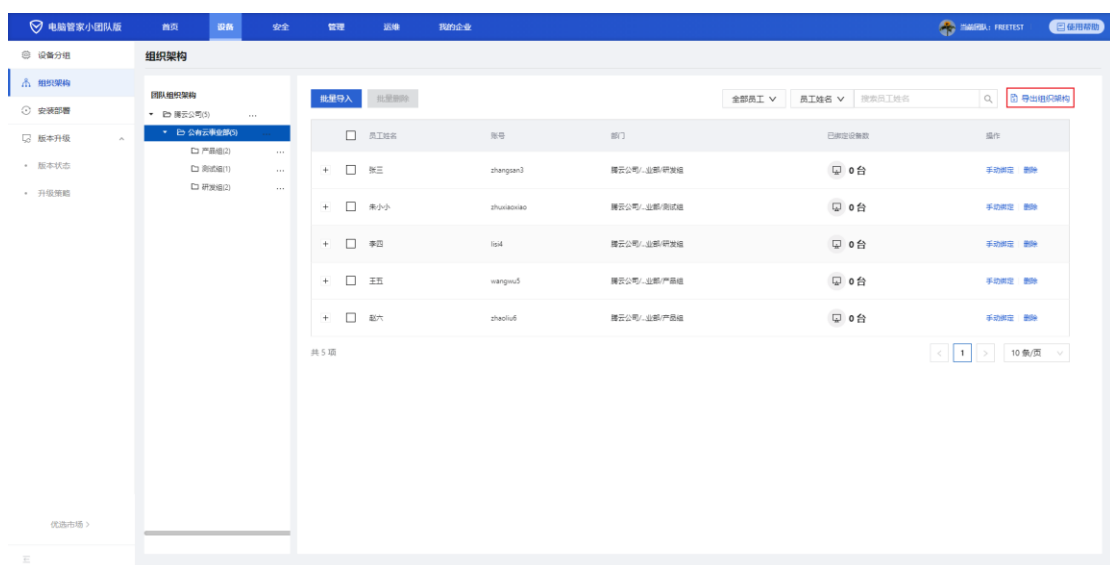 电脑管家小团队版 首页 设备 安全 管理 运维 我的企业 当前团队：FREETEST 使用帮助
设备分组
组织架构
安装部署
版本升级
版本状态
升级策略
优选市场 >
组织架构
团队组织架构
腾云公司(5) ...
公有云事业部(5) ...
产品组(2) ...
测试组(1) ...
研发组(2) ...
批量导入 批量删除 全部员工 员工姓名 搜索员工姓名 导出组织架构
员工姓名 账号 部门 已绑定设备数 操作
+ 张三 zhangsan3 腾云公司/...业部/研发组 0 台 手动绑定 删除
+ 朱小小 zhuxiaoxiao 腾云公司/...业部/测试组 0 台 手动绑定 删除
+ 李四 lisi4 腾云公司/...业部/研发组 0 台 手动绑定 删除
+ 王五 wangwu5 腾云公司/...业部/产品组 0 台 手动绑定 删除
+ 赵六 zhaoliu6 腾云公司/...业部/产品组 0 台 手动绑定 删除
共 5 项 < 1 > 10 条/页